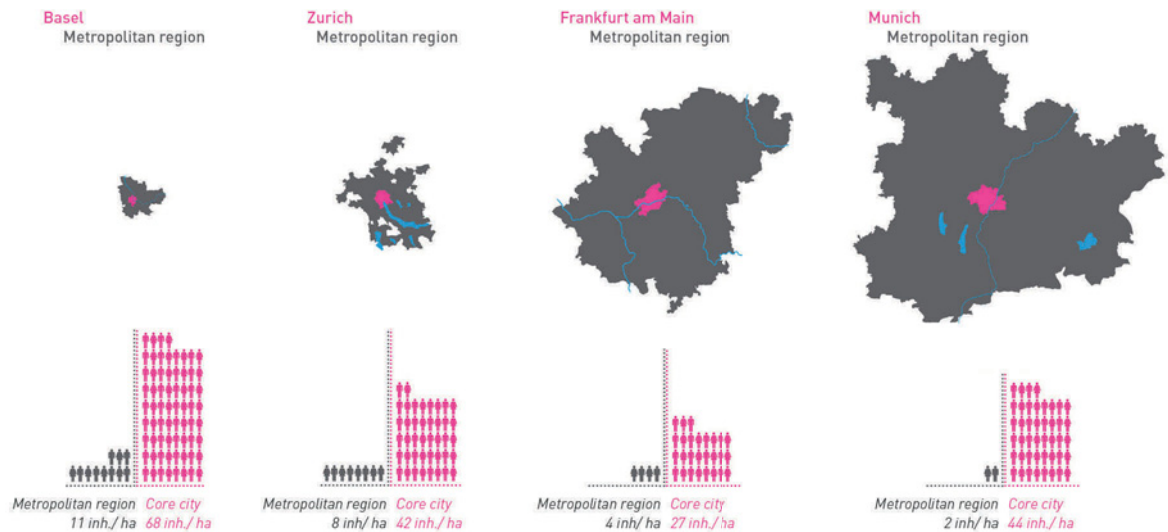 Basel
Metropolitan region
Zurich
Metropolitan region
Frankfurt am Main
Metropolitan region
Munich
Metropolitan region
Metropolitan region
11 inh./ ha
Core city
68 inh./ ha
Metropolitan region
8 inh/ ha
Core city
42 inh./ ha
Metropolitan region
4 inh/ ha
Core city
27 inh./ ha
Metropolitan region
2 inh/ ha
Core city
44 inh./ ha